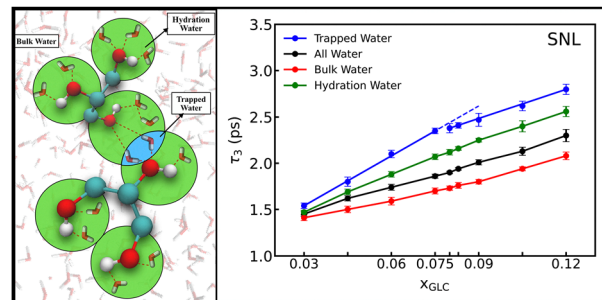 Hydration
Water
Bulk Water
Trapped
Water
SNL
Trapped Water
All Water
Bulk Water
Hydration Water
τ₃ (ps)
3.5
3.0
2.5
2.0
1.5
1.0
0.03
0.06
0.075
0.09
0.12
x_GLC